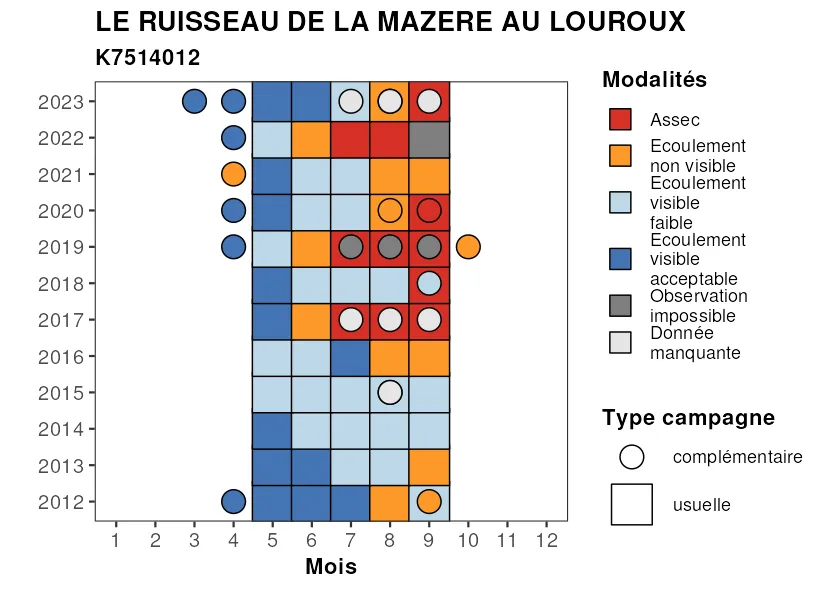 LE RUISSEAU DE LA MAZERE AU LOUROUX
K7514012
2023
2022
2021
2020
2019
2018
2017
2016
2015
2014
2013
2012
1 2 3 4 5 6 7 8 9 10 11 12
Mois
Modalités
Assec
Ecoulement
non visible
Ecoulement
visible
faible
Ecoulement
visible
acceptable
Observation
impossible
Donnée
manquante
Type campagne
complémentaire
usuelle